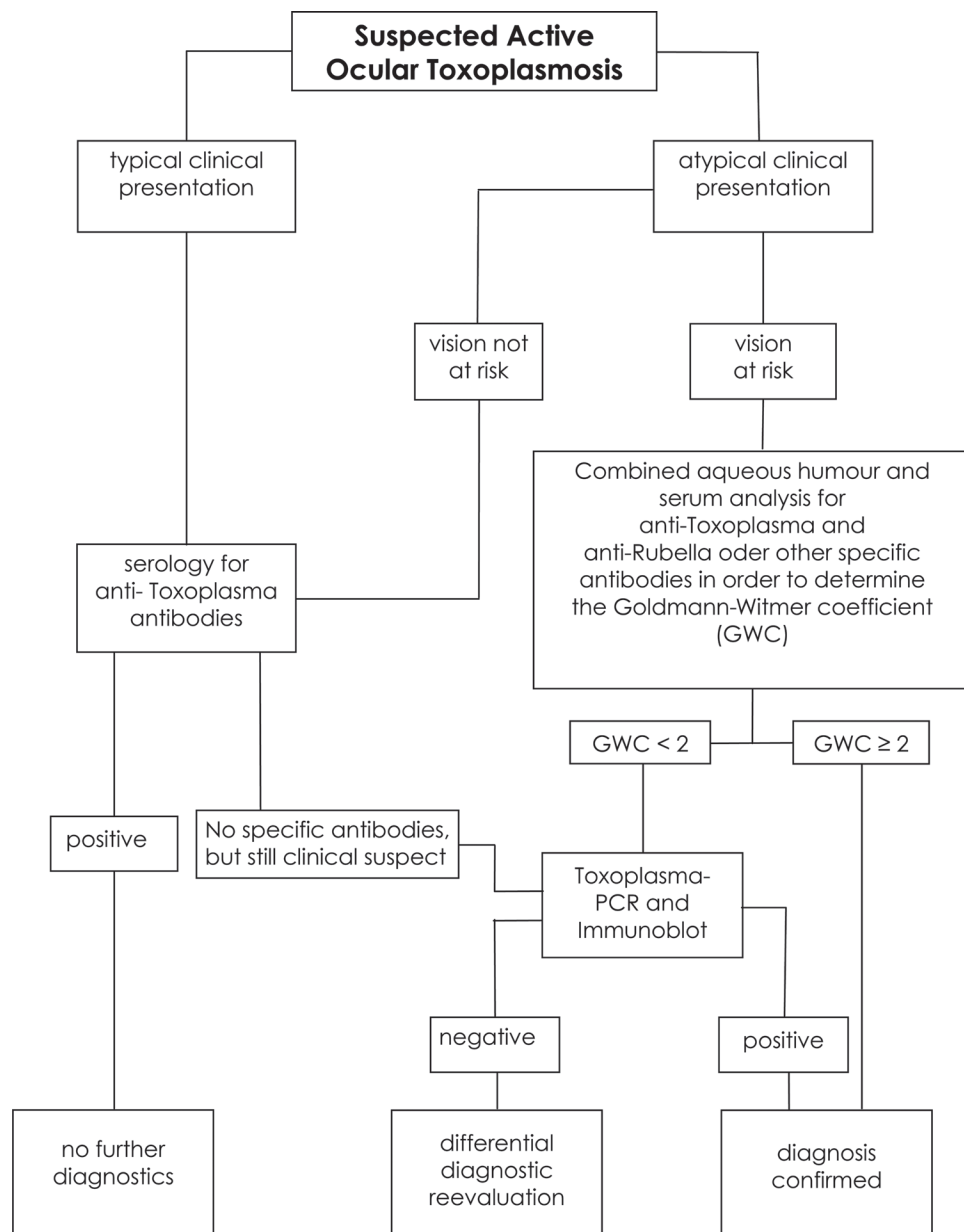 Suspected Active
Ocular Toxoplasmosis
typical clinical
presentation
atypical clinical
presentation
vision not
at risk
vision
at risk
Combined aqueous humour and
serum analysis for
anti-Toxoplasma and
anti-Rubella oder other specific
antibodies in order to determine
the Goldmann-Witmer coefficient
(GWC)
serology for
anti- Toxoplasma
antibodies
GWC < 2
GWC ≥ 2
positive
No specific antibodies,
but still clinical suspect
Toxoplasma-
PCR and
Immunoblot
negative
positive
no further
diagnostics
differential
diagnostic
reevaluation
diagnosis
confirmed